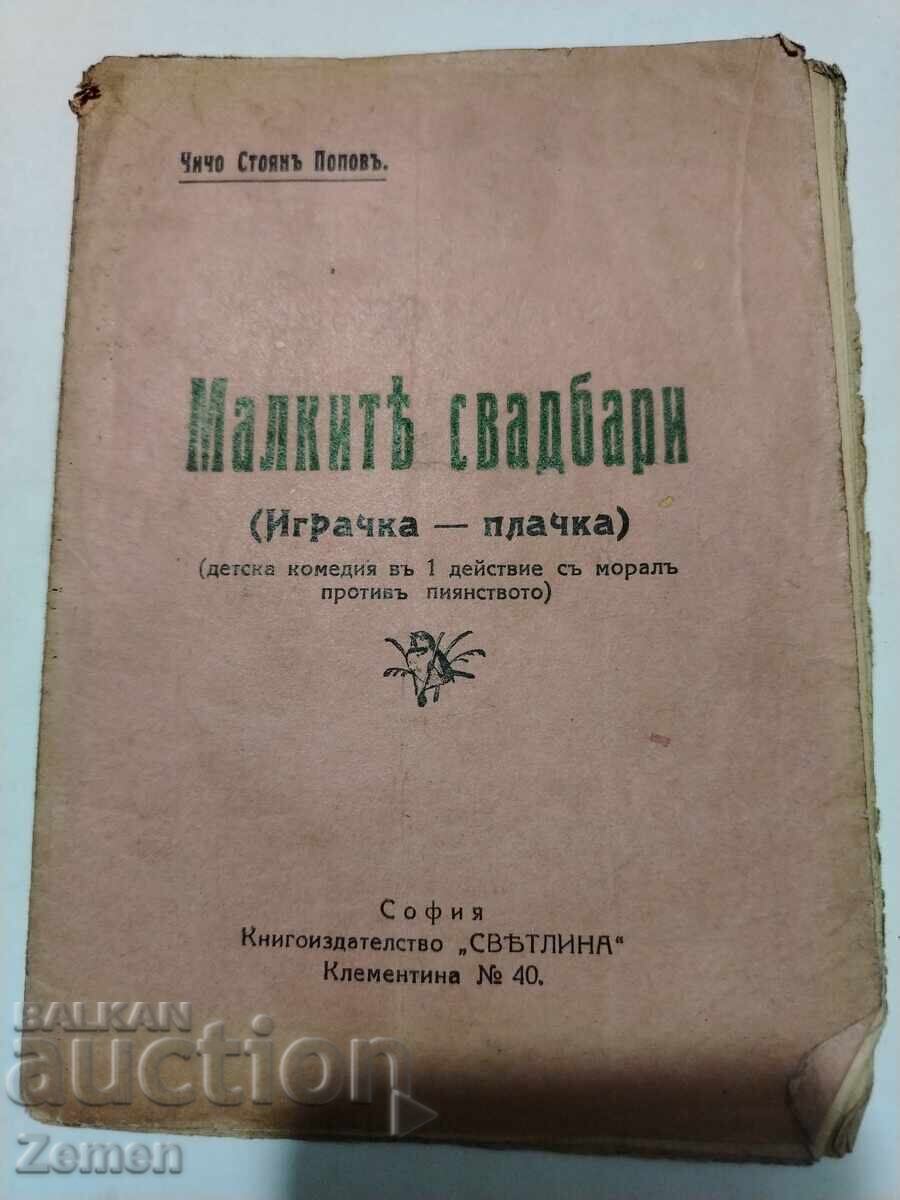 Чичо Стоянъ Поповъ.
Малкитѣ свадбари
(Играчка — плачка)
(детска комедия въ 1 действие съ моралъ
противъ пиянството)
София
Книгоиздателство „СВѢТЛИНА“
Клементина № 40.
BALKAN
auction
Zemen